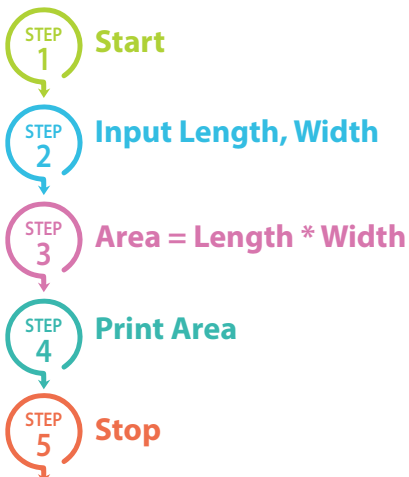 STEP
1
Start
STEP
2
Input Length, Width
STEP
3
Area = Length * Width
STEP
4
Print Area
STEP
5
Stop